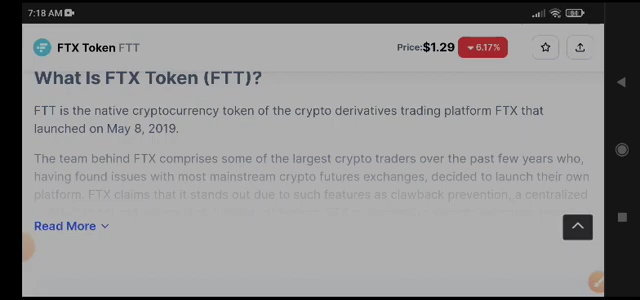 7:18 AM
FTX Token FTT
Price:$1.29 6.17%
What Is FTX Token (FTT)?
FTT is the native cryptocurrency token of the crypto derivatives trading platform FTX that
launched on May 8, 2019.
The team behind FTX comprises some of the largest crypto traders over the past few years who,
having found issues with most mainstream crypto futures exchanges, decided to launch their own
platform. FTX claims that it stands out due to such features as clawback prevention, a centralized
Read More